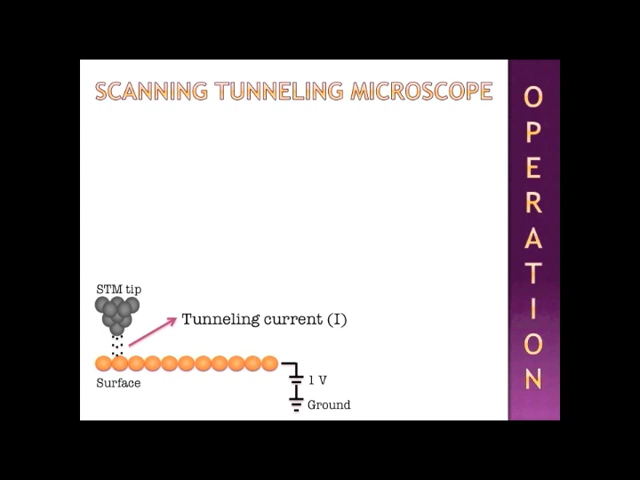 SCANNING TUNNELING MICROSCOPE
OPERATION
STM tip
Tunneling current (I)
Surface
1 V
Ground